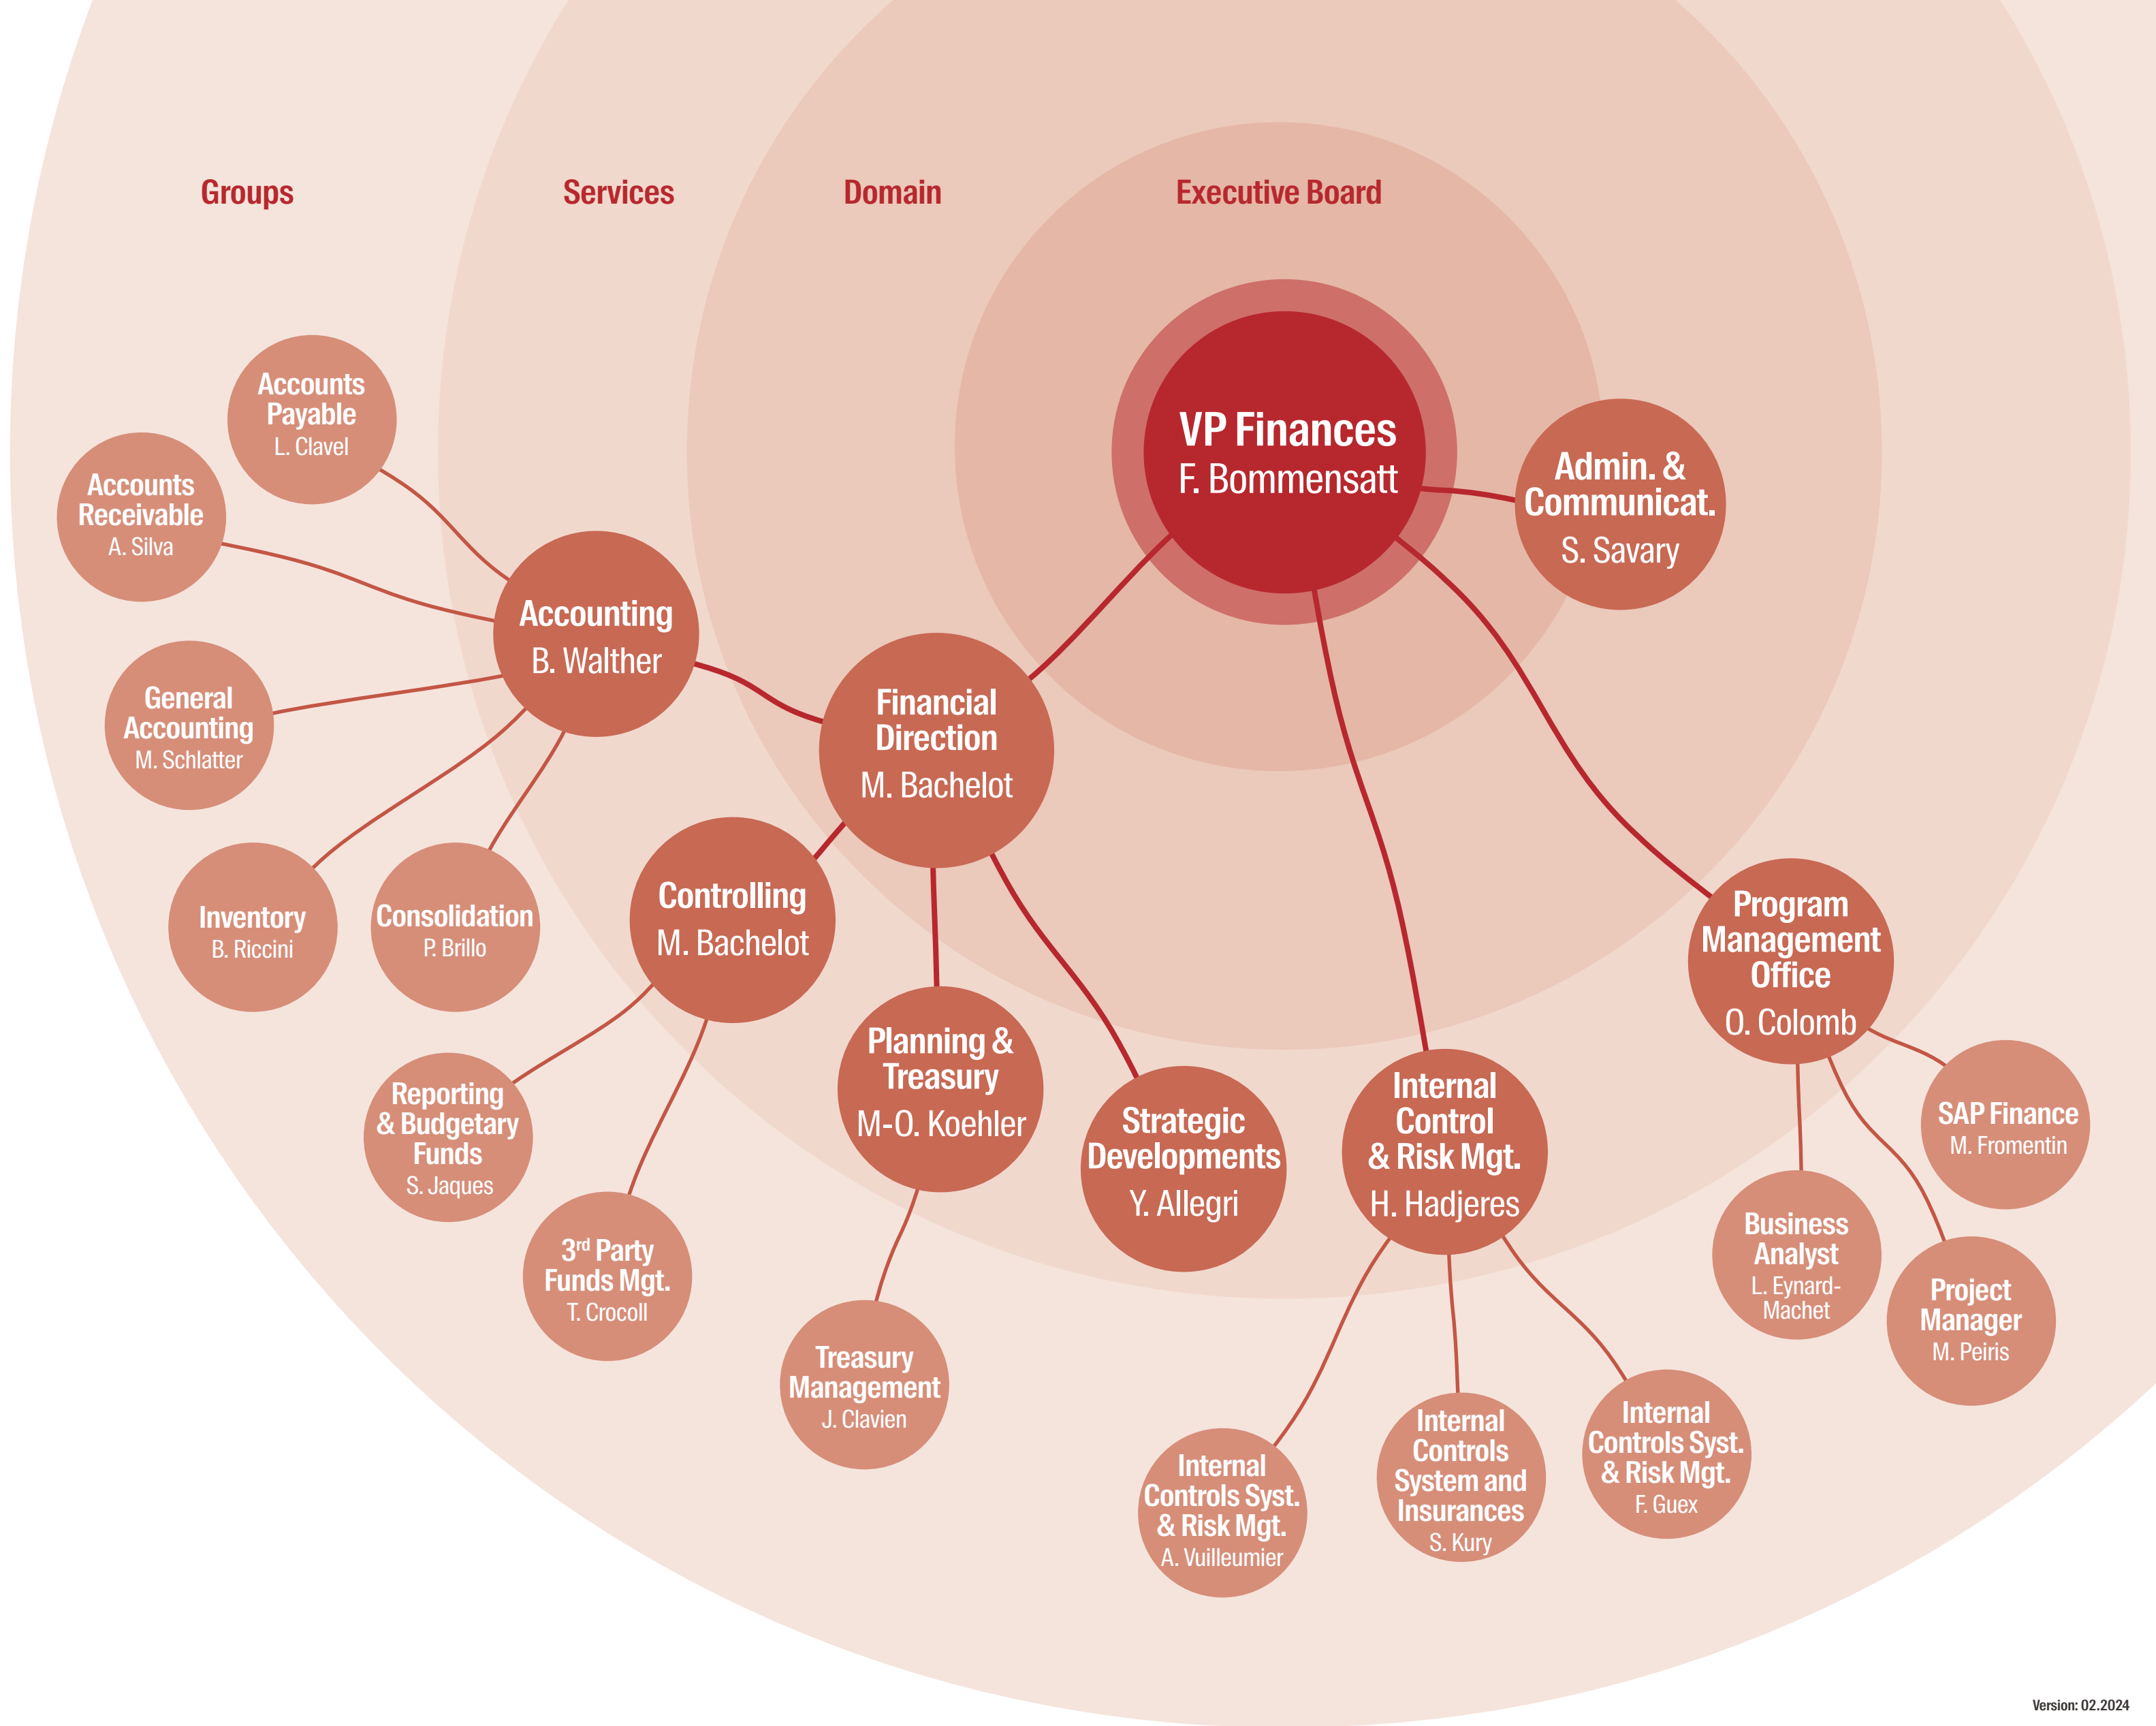 Groups
Services
Domain
Executive Board
VP Finances
F. Bommensatt
Admin. &
Communicat.
S. Savary
Accounts
Payable
L. Clavel
Accounts
Receivable
A. Silva
Accounting
B. Walther
General
Accounting
M. Schlatter
Financial
Direction
M. Bachelot
Inventory
B. Riccini
Consolidation
P. Brillo
Controlling
M. Bachelot
Program
Management
Office
O. Colomb
Planning &
Treasury
M-O. Koehler
Strategic
Developments
Y. Allegri
Internal
Control
& Risk Mgt.
H. Hadjeres
Reporting
& Budgetary
Funds
S. Jaques
3rd Party
Funds Mgt.
T. Crocoll
SAP Finance
M. Fromentin
Business
Analyst
L. Eynard-
Machet
Project
Manager
M. Peiris
Treasury
Management
J. Clavien
Internal
Controls Syst.
& Risk Mgt.
A. Vuilleumier
Internal
Controls
System and
Insurances
S. Kury
Internal
Controls Syst.
& Risk Mgt.
F. Guex
Version: 02.2024